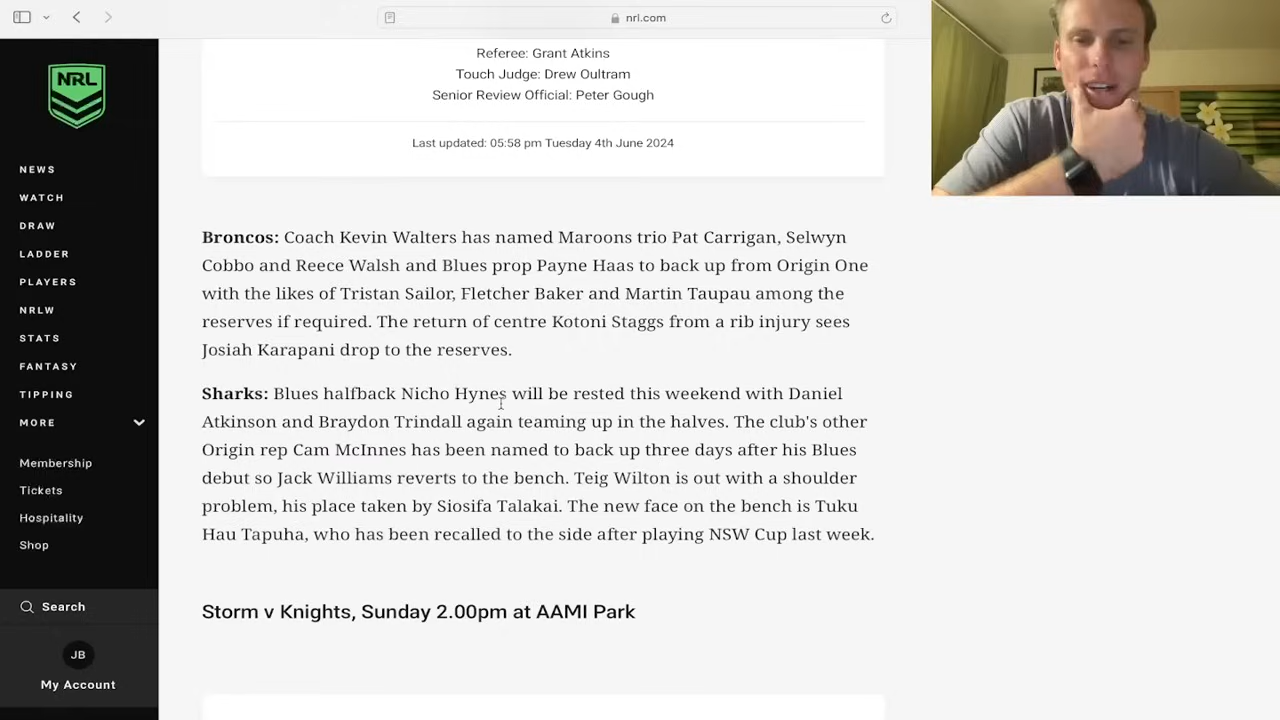 nrl.com
NRL
NEWS
WATCH
DRAW
LADDER
PLAYERS
NRLW
STATS
FANTASY
TIPPING
MORE
Membership
Tickets
Hospitality
Shop
Search
JB
My Account
Referee: Grant Atkins
Touch Judge: Drew Oultram
Senior Review Official: Peter Gough
Last updated: 05:58 pm Tuesday 4th June 2024
Broncos: Coach Kevin Walters has named Maroons trio Pat Carrigan, Selwyn
Cobbo and Reece Walsh and Blues prop Payne Haas to back up from Origin One
with the likes of Tristan Sailor, Fletcher Baker and Martin Taupau among the
reserves if required. The return of centre Kotoni Staggs from a rib injury sees
Josiah Karapani drop to the reserves.
Sharks: Blues halfback Nicho Hynes will be rested this weekend with Daniel
Atkinson and Braydon Trindall again teaming up in the halves. The club's other
Origin rep Cam McInnes has been named to back up three days after his Blues
debut so Jack Williams reverts to the bench. Teig Wilton is out with a shoulder
problem, his place taken by Siosifa Talakai. The new face on the bench is Tuku
Hau Tapuha, who has been recalled to the side after playing NSW Cup last week.
Storm v Knights, Sunday 2.00pm at AAMI Park